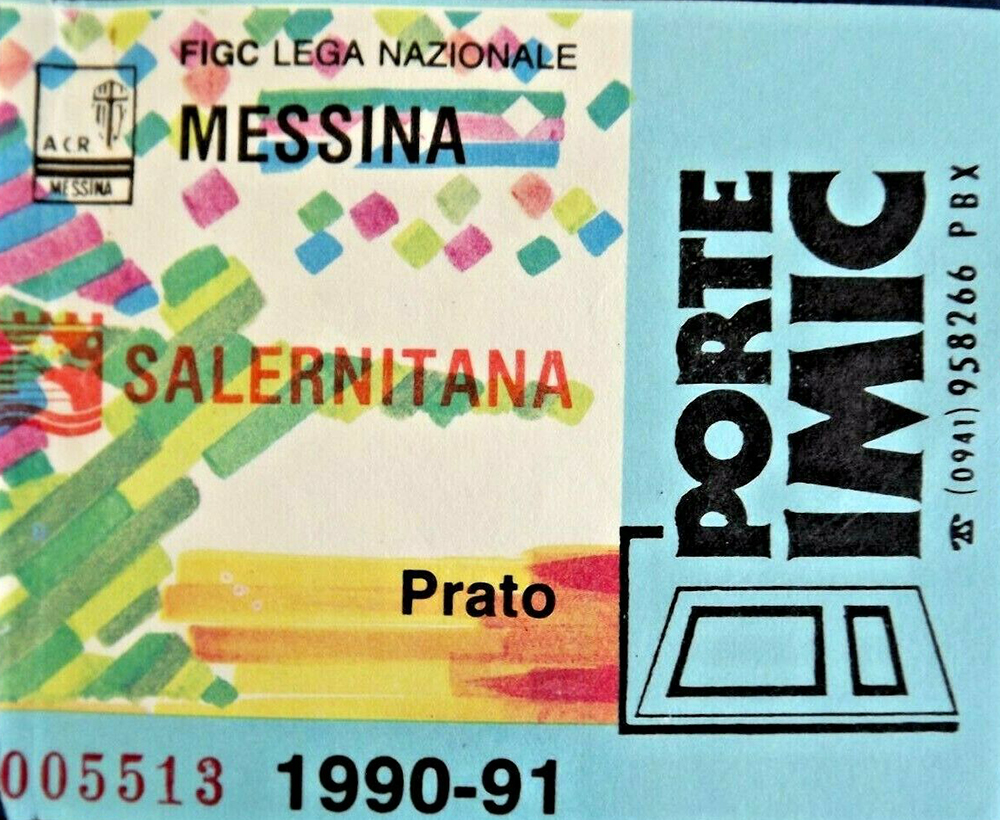 FIGC LEGA NAZIONALE
MESSINA
A.C.R.
MESSINA
SALERNITANA
Prato
005513
1990-91
PORTE
IMIC
☎ (0941) 958266 PBX